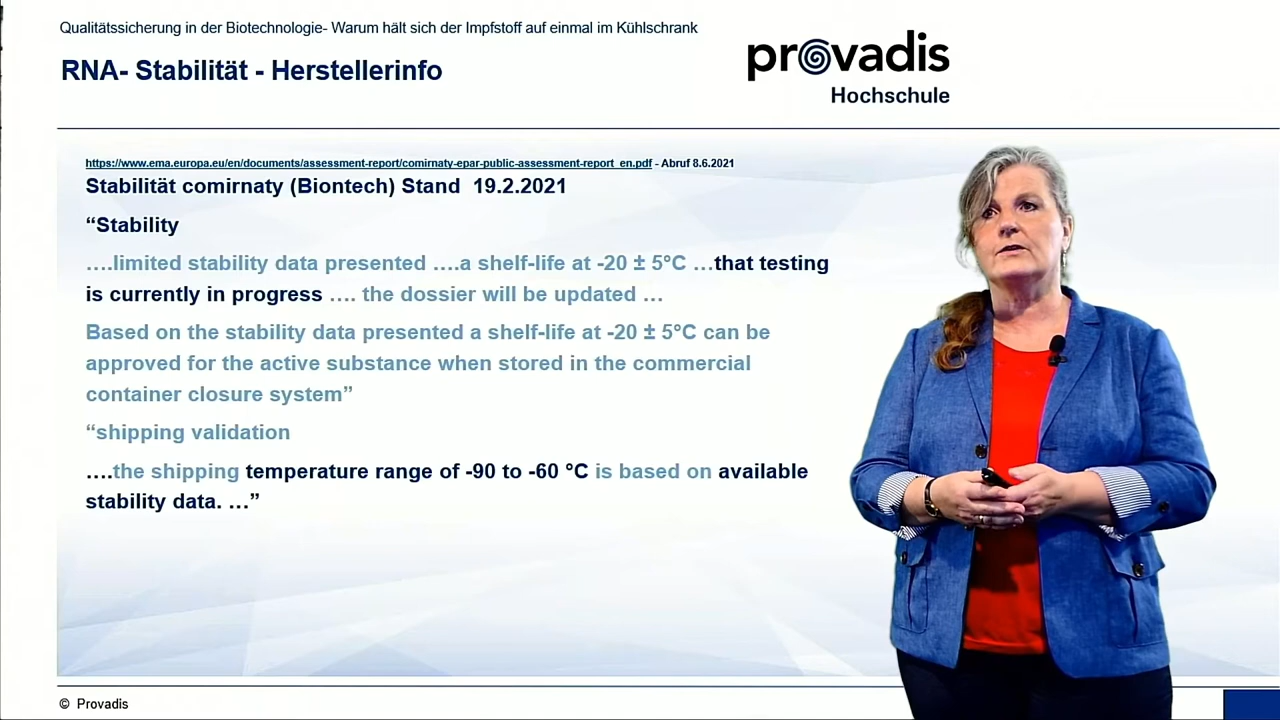 Qualitätssicherung in der Biotechnologie- Warum hält sich der Impfstoff auf einmal im Kühlschrank
RNA- Stabilität - Herstellerinfo
provadis
Hochschule
https://www.ema.europa.eu/en/documents/assessment-report/comirnaty-epar-public-assessment-report_en.pdf - Abruf 8.6.2021
Stabilität comirnaty (Biontech) Stand 19.2.2021
“Stability
….limited stability data presented ….a shelf-life at -20 ± 5°C …that testing
is currently in progress …. the dossier will be updated …
Based on the stability data presented a shelf-life at -20 ± 5°C can be
approved for the active substance when stored in the commercial
container closure system”
“shipping validation
….the shipping temperature range of -90 to -60 °C is based on available
stability data. …”
© Provadis